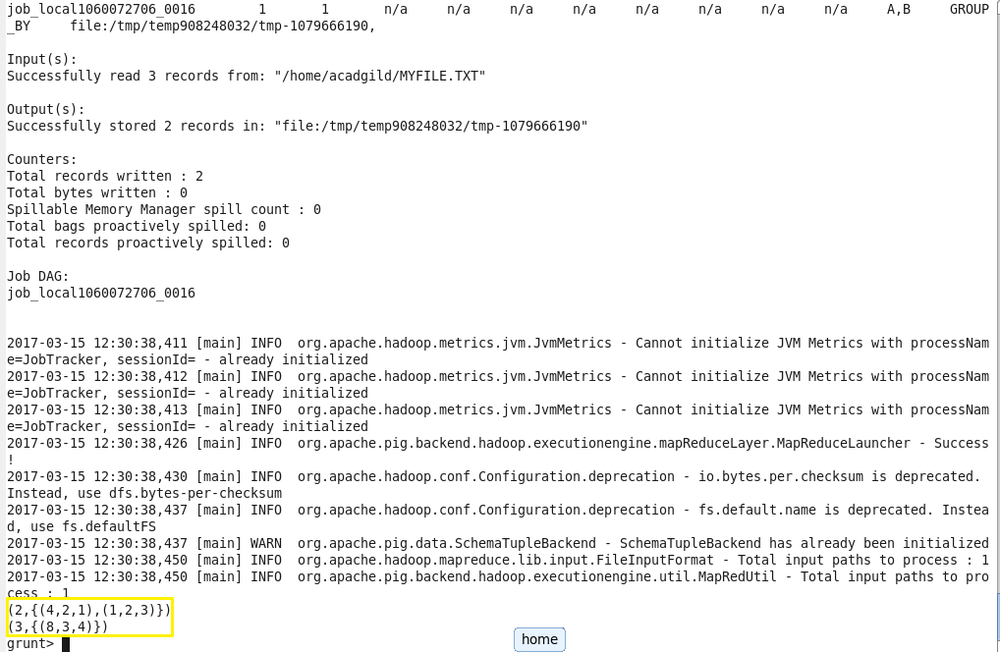 job_local1060072706_0016 1 1 n/a n/a n/a n/a n/a n/a n/a n/a A,B GROUP
_BY file:/tmp/temp908248032/tmp-1079666190,
Input(s):
Successfully read 3 records from: "/home/acadgild/MYFILE.TXT"
Output(s):
Successfully stored 2 records in: "file:/tmp/temp908248032/tmp-1079666190"
Counters:
Total records written : 2
Total bytes written : 0
Spillable Memory Manager spill count : 0
Total bags proactively spilled: 0
Total records proactively spilled: 0
Job DAG:
job_local1060072706_0016
2017-03-15 12:30:38,411 [main] INFO  org.apache.hadoop.metrics.jvm.JvmMetrics - Cannot initialize JVM Metrics with processNam
e=JobTracker, sessionId= - already initialized
2017-03-15 12:30:38,412 [main] INFO  org.apache.hadoop.metrics.jvm.JvmMetrics - Cannot initialize JVM Metrics with processNam
e=JobTracker, sessionId= - already initialized
2017-03-15 12:30:38,413 [main] INFO  org.apache.hadoop.metrics.jvm.JvmMetrics - Cannot initialize JVM Metrics with processNam
e=JobTracker, sessionId= - already initialized
2017-03-15 12:30:38,426 [main] INFO  org.apache.pig.backend.hadoop.executionengine.mapReduceLayer.MapReduceLauncher - Success
!
2017-03-15 12:30:38,430 [main] INFO  org.apache.hadoop.conf.Configuration.deprecation - io.bytes.per.checksum is deprecated.
Instead, use dfs.bytes-per-checksum
2017-03-15 12:30:38,437 [main] INFO  org.apache.hadoop.conf.Configuration.deprecation - fs.default.name is deprecated. Instea
d, use fs.defaultFS
2017-03-15 12:30:38,437 [main] WARN  org.apache.pig.data.SchemaTupleBackend - SchemaTupleBackend has already been initialized
2017-03-15 12:30:38,450 [main] INFO  org.apache.hadoop.mapreduce.lib.input.FileInputFormat - Total input paths to process : 1
2017-03-15 12:30:38,450 [main] INFO  org.apache.pig.backend.hadoop.executionengine.util.MapRedUtil - Total input paths to pro
cess : 1
(2,{(4,2,1),(1,2,3)})
(3,{(8,3,4)})
grunt>
home